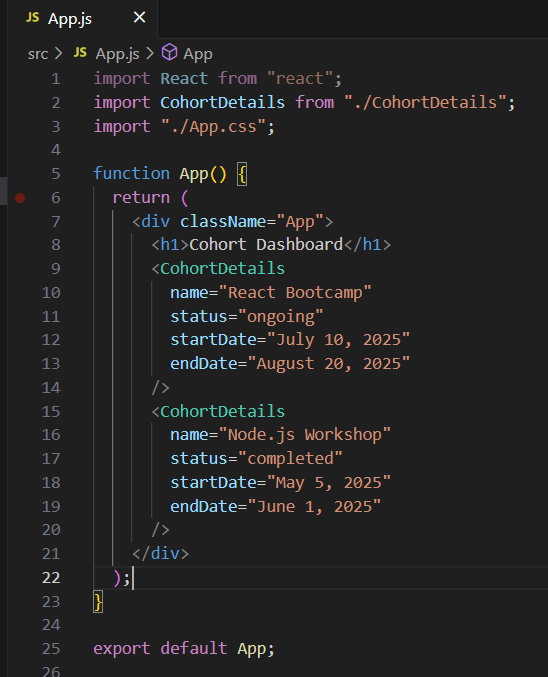 JS App.js ×
src > JS App.js > App
1 import React from "react";
2 import CohortDetails from "./CohortDetails";
3 import "./App.css";
4
5 function App() {
6   return (
7     <div className="App">
8       <h1>Cohort Dashboard</h1>
9       <CohortDetails
10         name="React Bootcamp"
11         status="ongoing"
12         startDate="July 10, 2025"
13         endDate="August 20, 2025"
14       />
15       <CohortDetails
16         name="Node.js Workshop"
17         status="completed"
18         startDate="May 5, 2025"
19         endDate="June 1, 2025"
20       />
21     </div>
22   );
23 }
24
25 export default App;
26